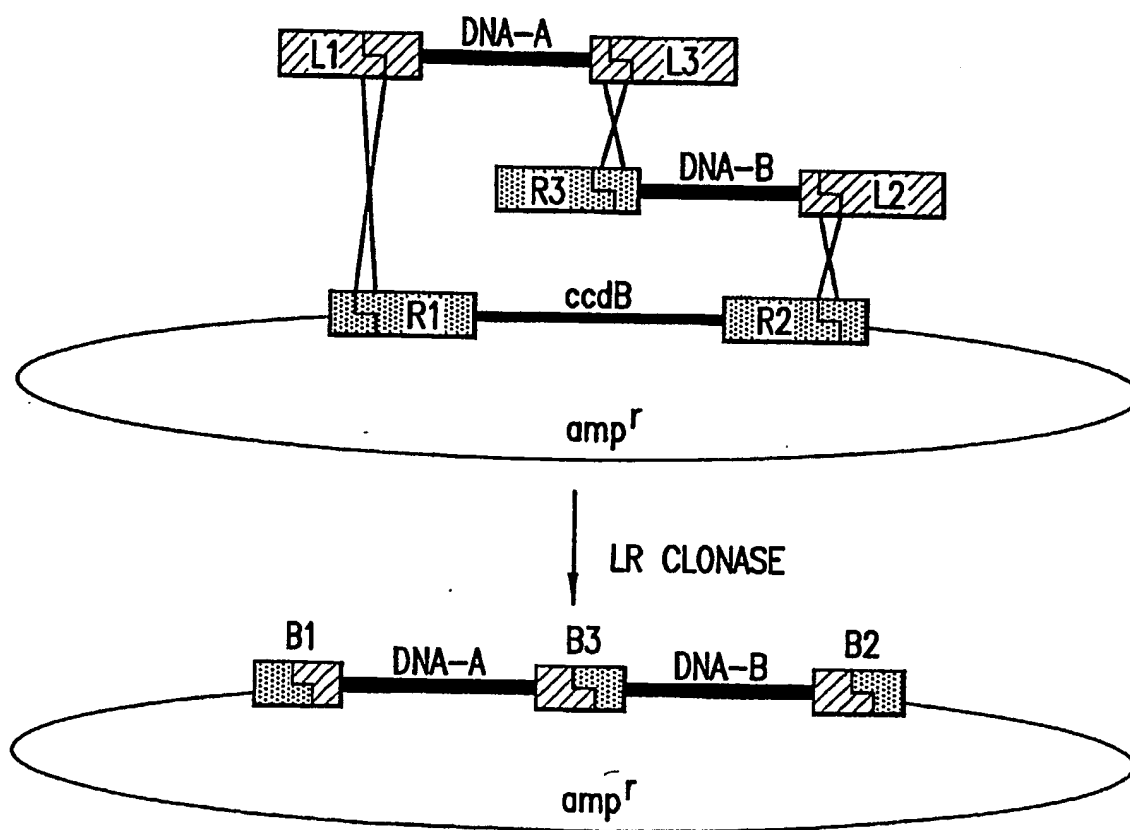 DNA-A
L1 L3
DNA-B
R3 L2
ccdB
R1 R2
amp^r
LR CLONASE
B1 B3 B2
DNA-A DNA-B
amp^r